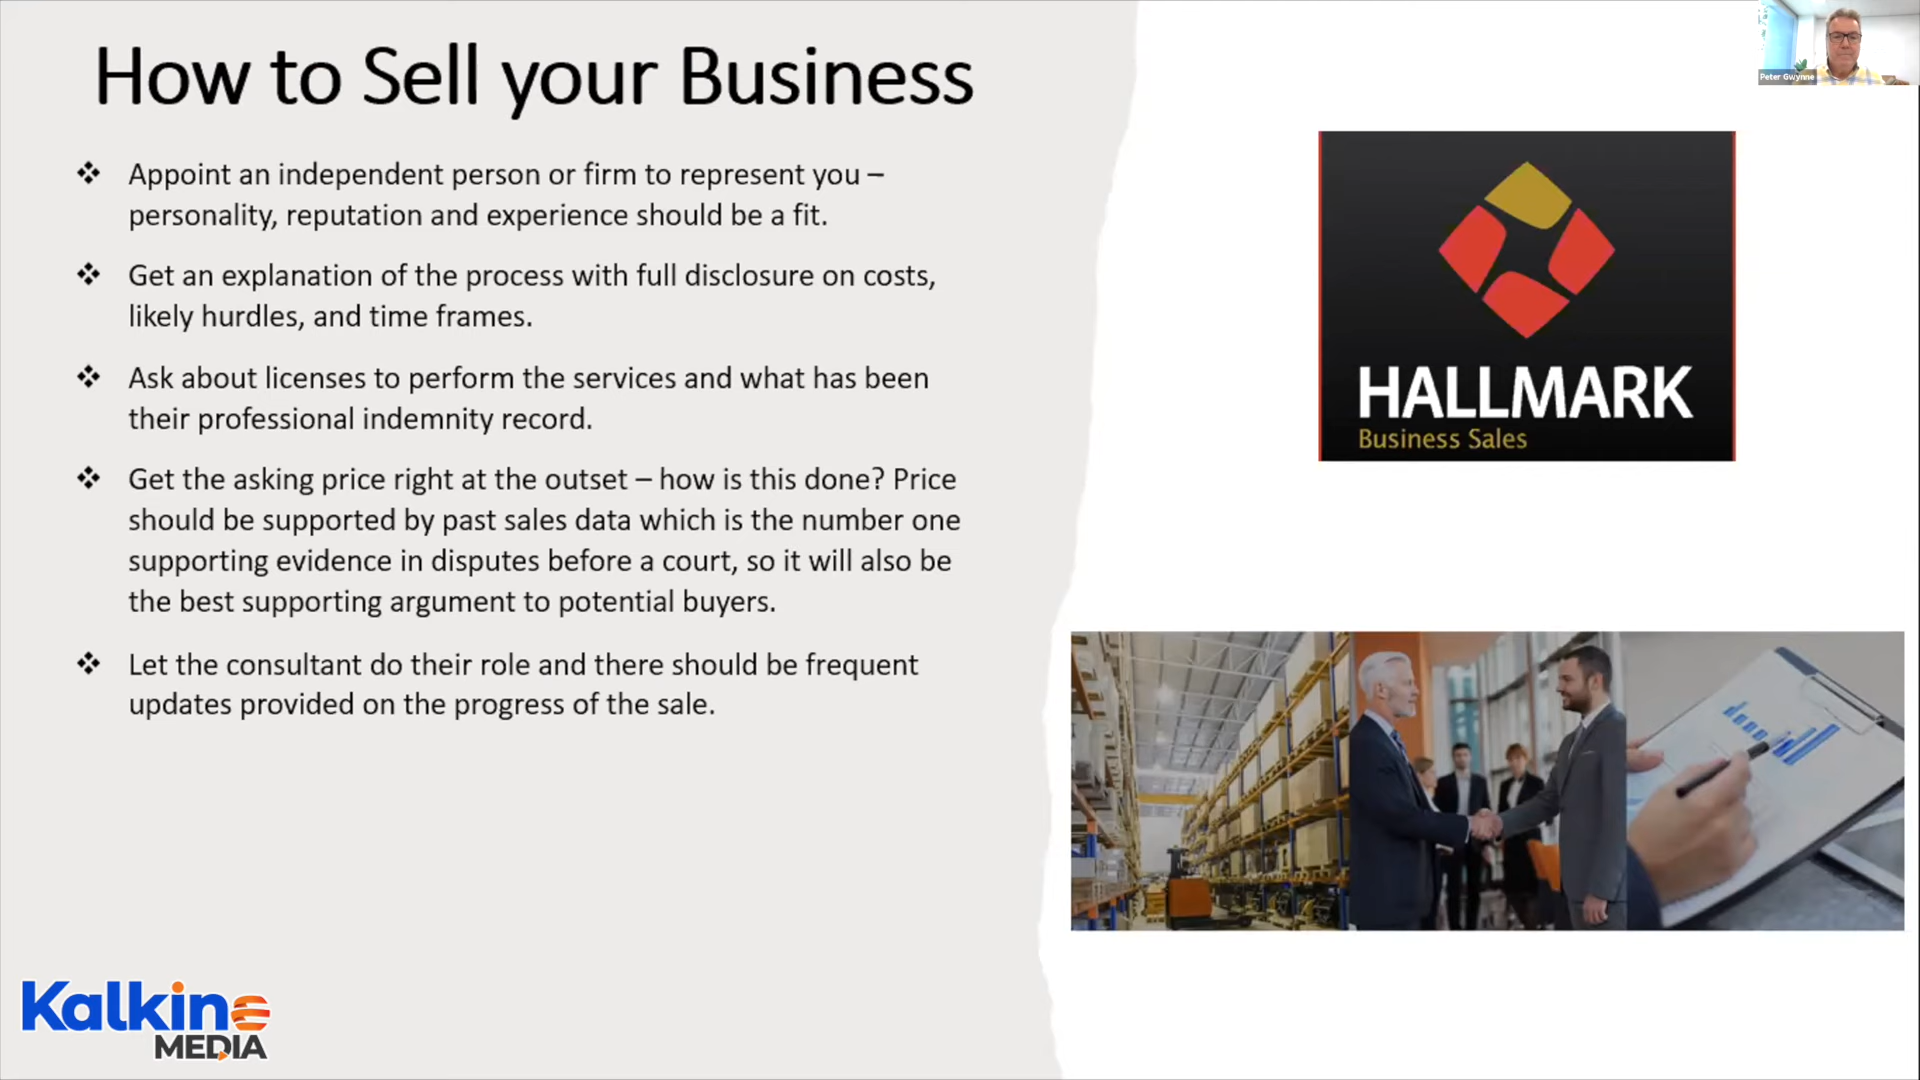 How to Sell your Business
Appoint an independent person or firm to represent you –
personality, reputation and experience should be a fit.
Get an explanation of the process with full disclosure on costs,
likely hurdles, and time frames.
Ask about licenses to perform the services and what has been
their professional indemnity record.
Get the asking price right at the outset – how is this done? Price
should be supported by past sales data which is the number one
supporting evidence in disputes before a court, so it will also be
the best supporting argument to potential buyers.
Let the consultant do their role and there should be frequent
updates provided on the progress of the sale.
Peter Gwynne
HALLMARK
Business Sales
Kalkine
MEDIA